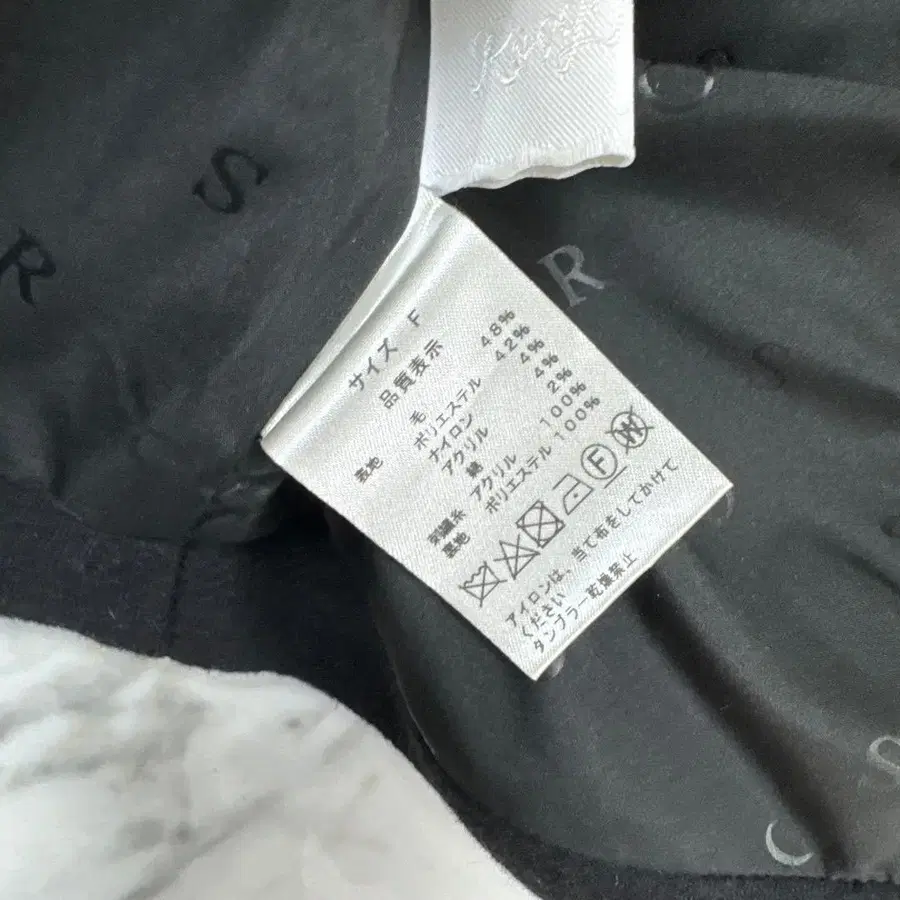 S
R
R
S
S
C
サイズ F
品質表示
表地 毛 48%
ポリエステル 42%
ナイロン 4%
アクリル 4%
綿 2%
刺繍糸 アクリル 100%
裏地 ポリエステル 100%
F W
アイロンは、当て布をしてかけて
ください
タンブラー乾燥禁止